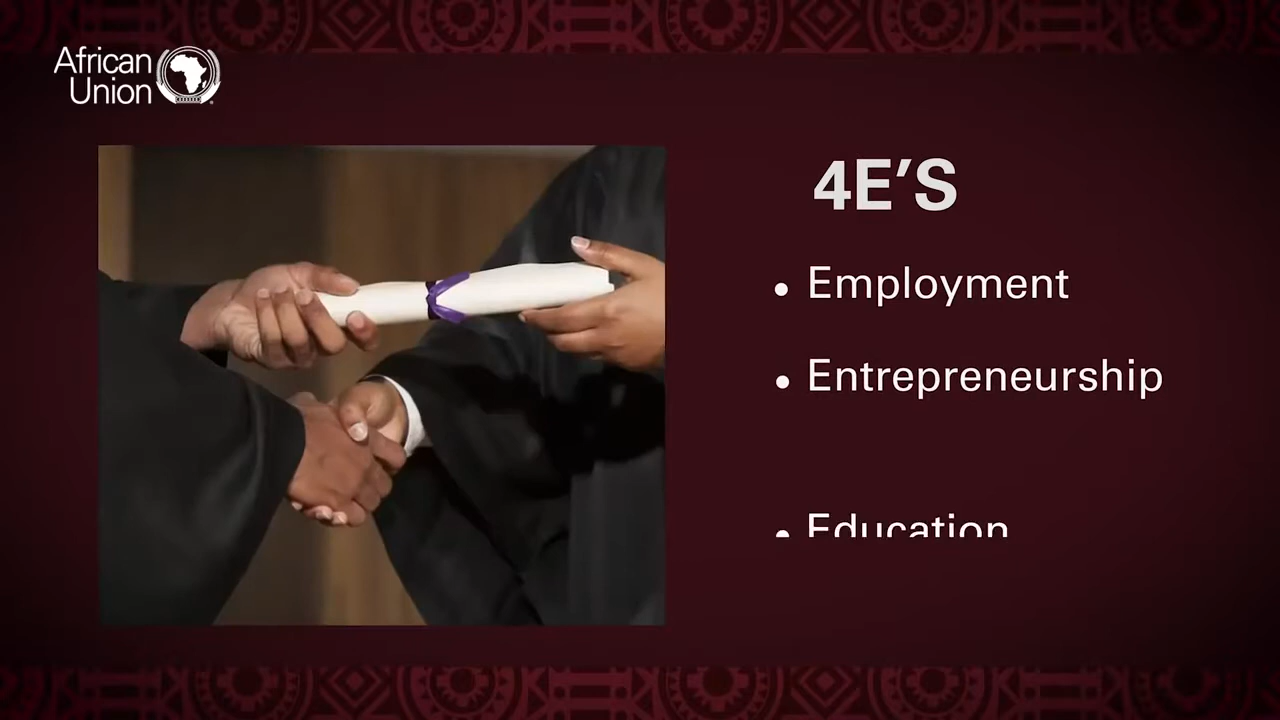 African
Union
4E’S
• Employment
• Entrepreneurship
• Education